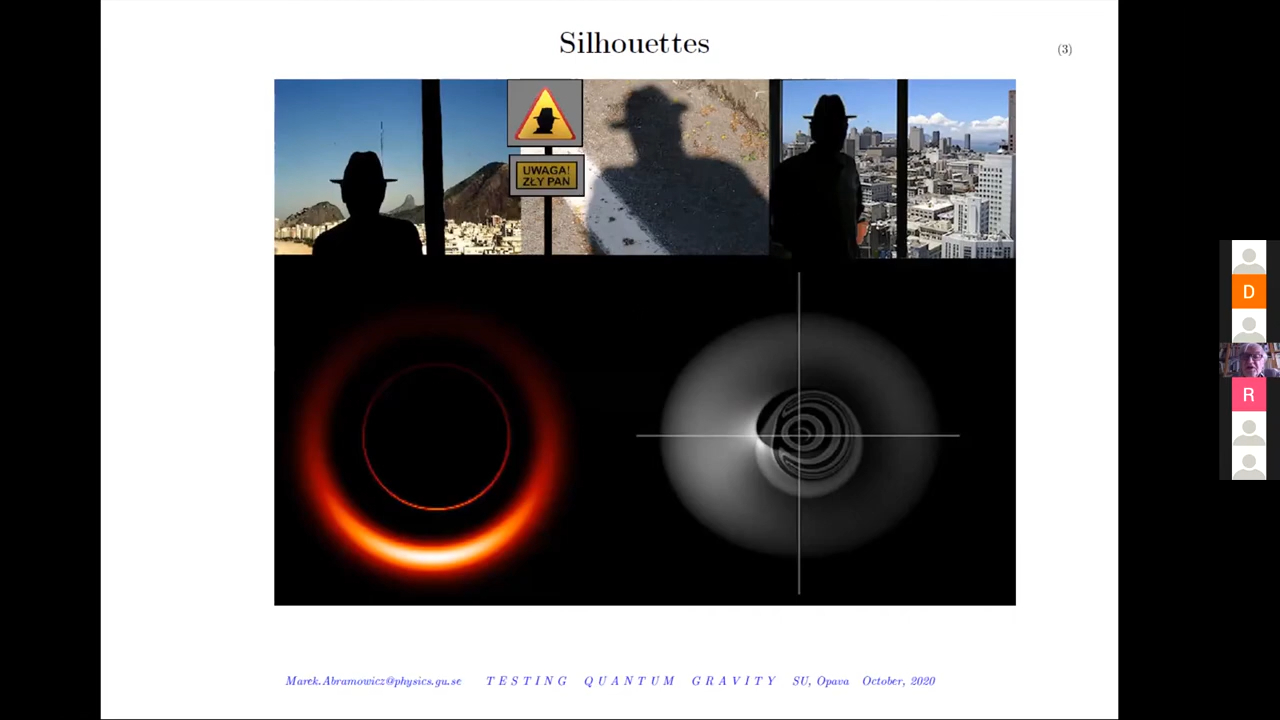 Silhouettes
(3)
UWAGA!
ZŁY PAN
D
R
Marek.Abramowicz@physics.gu.se TESTING QUANTUM GRAVITY SU, Opava October, 2020